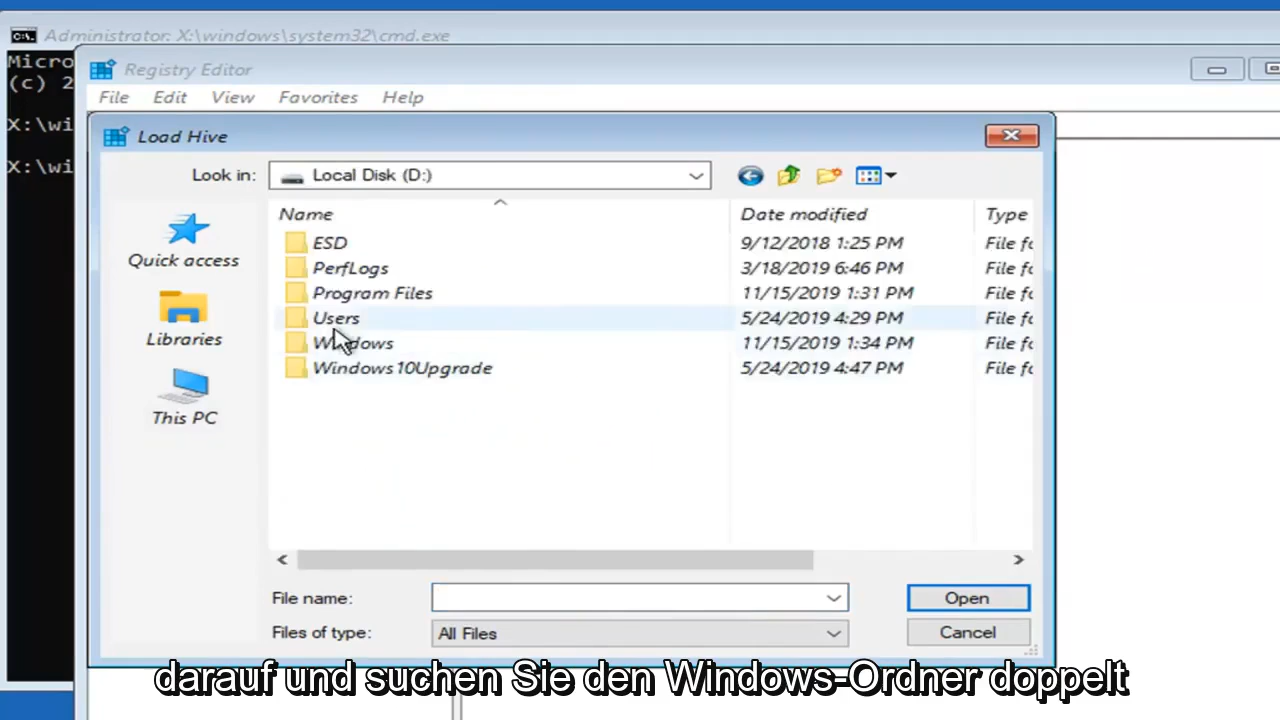 Administrator: X:\windows\system32\cmd.exe
Micro
(c) 2
X:\wi
X:\wi
Registry Editor
File Edit View Favorites Help
Load Hive
Look in: Local Disk (D:)
Quick access
Libraries
This PC
Name Date modified Type
ESD 9/12/2018 1:25 PM File fo
PerfLogs 3/18/2019 6:46 PM File fo
Program Files 11/15/2019 1:31 PM File fo
Users 5/24/2019 4:29 PM File fo
Windows 11/15/2019 1:34 PM File fo
Windows10Upgrade 5/24/2019 4:47 PM File fo
File name: Open
Files of type: All Files Cancel
darauf und suchen Sie den Windows-Ordner doppelt